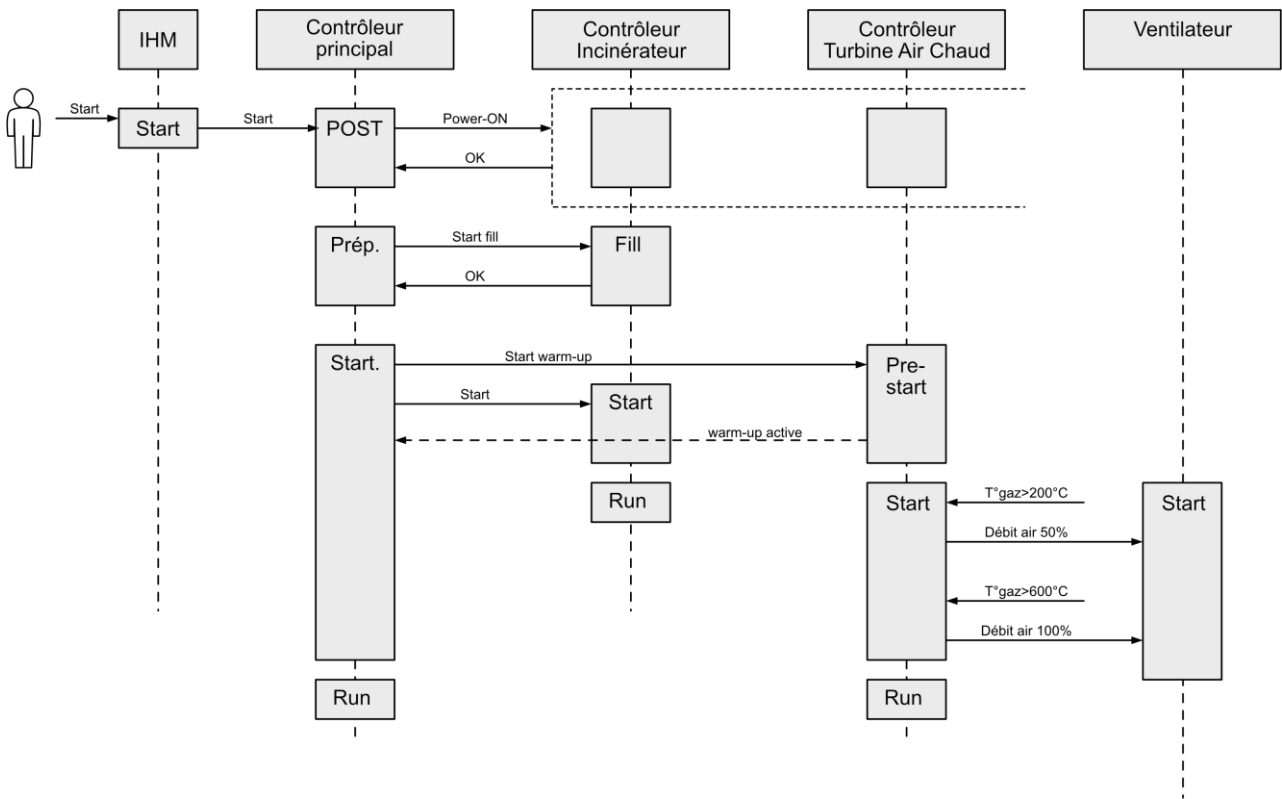 IHM
Contrôleur
principal
Contrôleur
Incinérateur
Contrôleur
Turbine Air Chaud
Ventilateur
Start
Start
Start
POST
Power-ON
OK
Prép.
Start fill
Fill
OK
Start.
Start warm-up
Pre-
start
Start
Start
warm-up active
Run
Start
T°gaz>200°C
Start
Débit air 50%
T°gaz>600°C
Débit air 100%
Run
Run